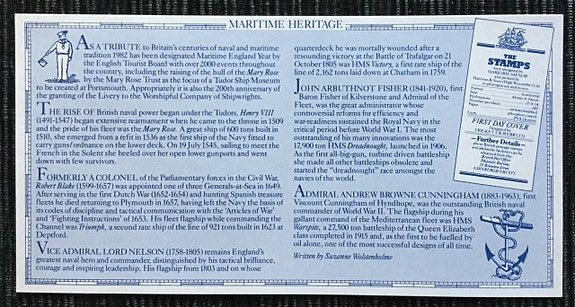 MARITIME HERITAGE
AS A TRIBUTE to Britain's centuries of naval and maritime
tradition 1982 has been designated Maritime England Year by
the English Tourist Board with over 2000 events throughout
the country, including the raising of the hull of the Mary Rose
by the Mary Rose Trust as the focus of a Tudor Ship Museum
to be created at Portsmouth. Appropriately it is also the 200th anniversary of
the granting of the Livery to the Worshipful Company of Shipwrights.
THE RISE OF British naval power began under the Tudors. Henry VIII
(1491-1547) began extensive rearmament when he came to the throne in 1509
and the pride of his fleet was the Mary Rose. A great ship of 600 tons built in
1510, she emerged from a refit in 1536 as the first ship of the Navy fitted to
carry guns/ordnance on the lower deck. On 19 July 1545, sailing to meet the
French in the Solent she heeled over her open lower gunports and went
down with few survivors.
FORMERLY A COLONEL of the Parliamentary forces in the Civil War,
Robert Blake (1599-1657) was appointed one of three Generals-at-Sea in 1649.
After serving in the first Dutch War (1652-1654) and hunting Spanish treasure
fleets he died returning to Plymouth in 1657, having left the Navy the basis of
its codes of discipline and tactical communication with the 'Articles of War'
and "Fighting Instructions" of 1653. His fleet flagship while commanding the
Channel was Triumph, a second rate ship of the line of 921 tons built in 1623 at
Deptford.
VICE ADMIRAL LORD NELSON (1758-1805) remains England's
greatest naval hero and commander, distinguished by his tactical brilliance,
courage and inspiring leadership. His flagship from 1803 and on whose
quarterdeck he was mortally wounded after a
resounding victory at the Battle of Trafalgar on 21
October 1805 was HMS Victory, a first rate ship of the
line of 2,162 tons laid down at Chatham in 1759.
JOHN ARBUTHNOT FISHER (1841-1920), first
Baron Fisher of Kilverstone and Admiral of the
Fleet, was the great administrator whose
controversial reforms for efficiency and
war-readiness sustained the Royal Navy in the
critical period before World War I. The most
outstanding of his many innovations was the
17,900 ton HMS Dreadnought, launched in 1906.
As the first all-big-gun, turbine driven battleship
she made all other battleships obsolete and
started the "dreadnought" race amongst the
navies of the world.
ADMIRAL ANDREW BROWNE CUNNINGHAM (1883-1963), first
Viscount Cunningham of Hyndhope, was the outstanding British naval
commander of World War II. The flagship during his
gallant command of the Mediterranean fleet was HMS
Warspite, a 27,500 ton battleship of the Queen Elizabeth
class completed in 1915 and, as the first to be fuelled by
oil alone, one of the most successful designs of all time.
Written by Suzanne Wolstenholme
THE
STAMPS
FIRST DAY COVER
Further Details